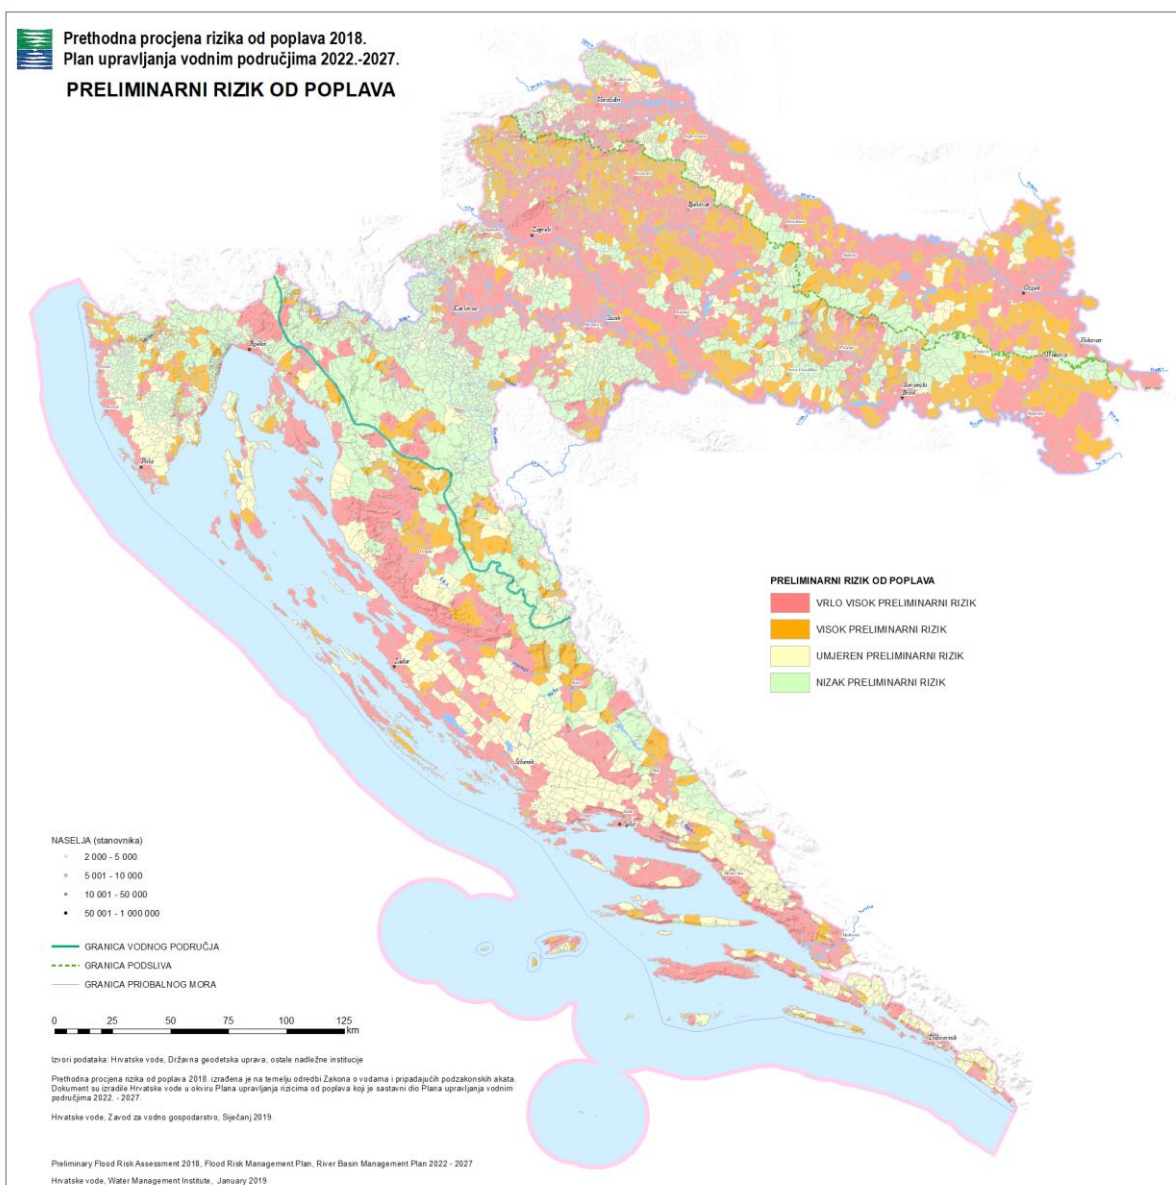 Prethodna procjena rizika od poplava 2018.
Plan upravljanja vodnim područjima 2022.-2027.
PRELIMINARNI RIZIK OD POPLAVA
Varaždin
Bjelovar
Zagreb
Karlovac
Sisak
Osijek
Vukovar
Slavonski
Brod
Rijeka
Pula
Zadar
Šibenik
Split
Dubrovnik
PRELIMINARNI RIZIK OD POPLAVA
VRLO VISOK PRELIMINARNI RIZIK
VISOK PRELIMINARNI RIZIK
UMJEREN PRELIMINARNI RIZIK
NIZAK PRELIMINARNI RIZIK
NASELJA (stanovnika)
2 000 - 5 000
5 001 - 10 000
10 001 - 50 000
50 001 - 1 000 000
GRANICA VODNOG PODRUČJA
GRANICA PODSLIVA
GRANICA PRIOBALNOG MORA
0 25 50 75 100 125
km
Izvori podataka: Hrvatske vode, Državna geodetska uprava, ostale nadležne institucije
Prethodna procjena rizika od poplava 2018. izrađena je na temelju odredbi Zakona o vodama i pripadajućih podzakonskih akata.
Dokument su izradile Hrvatske vode u okviru Plana upravljanja rizicima od poplava koji je sastavni dio Plana upravljanja vodnim
područjima 2022. - 2027.
Hrvatske vode, Zavod za vodno gospodarstvo, Siječanj 2019.
Preliminary Flood Risk Assessment 2018, Flood Risk Management Plan, River Basin Management Plan 2022 - 2027
Hrvatske vode, Water Management Institute, January 2019